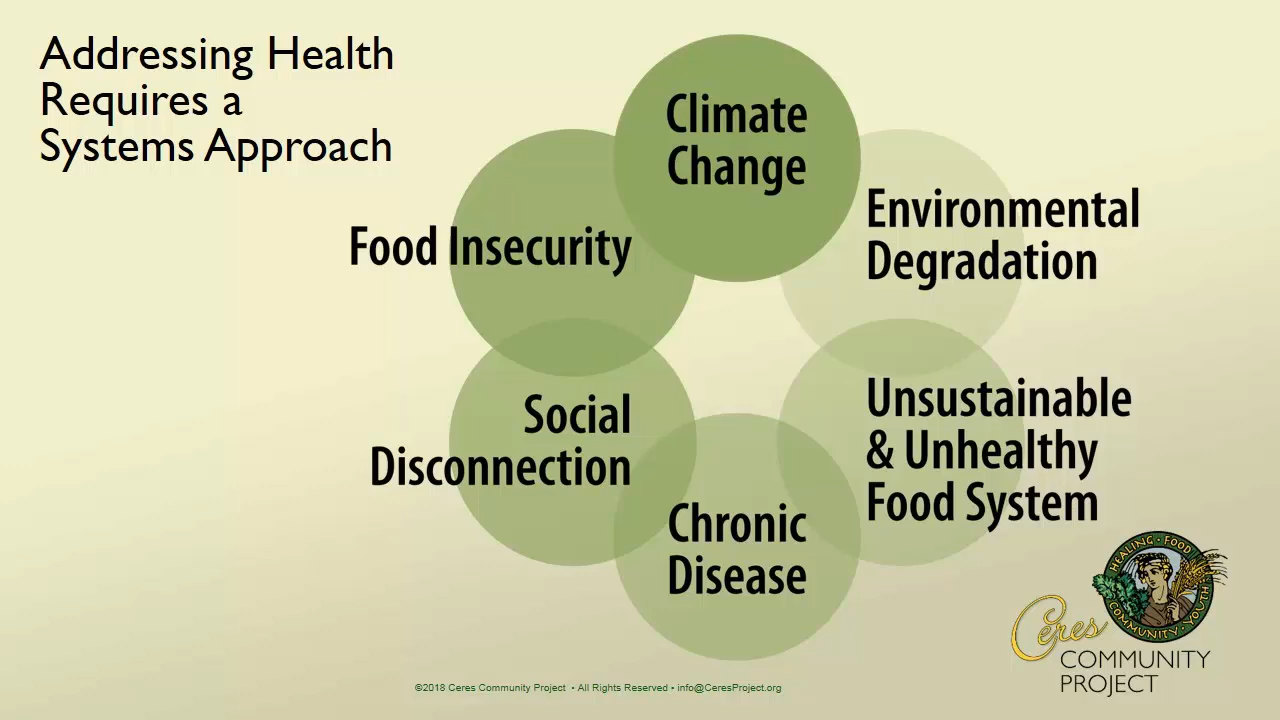 Addressing Health
Requires a
Systems Approach
Climate
Change
Environmental
Degradation
Food Insecurity
Unsustainable
& Unhealthy
Food System
Social
Disconnection
Chronic
Disease
HEALING • FOOD
COMMUNITY • YOUTH
Ceres
COMMUNITY
PROJECT
©2018 Ceres Community Project • All Rights Reserved • info@CeresProject.org